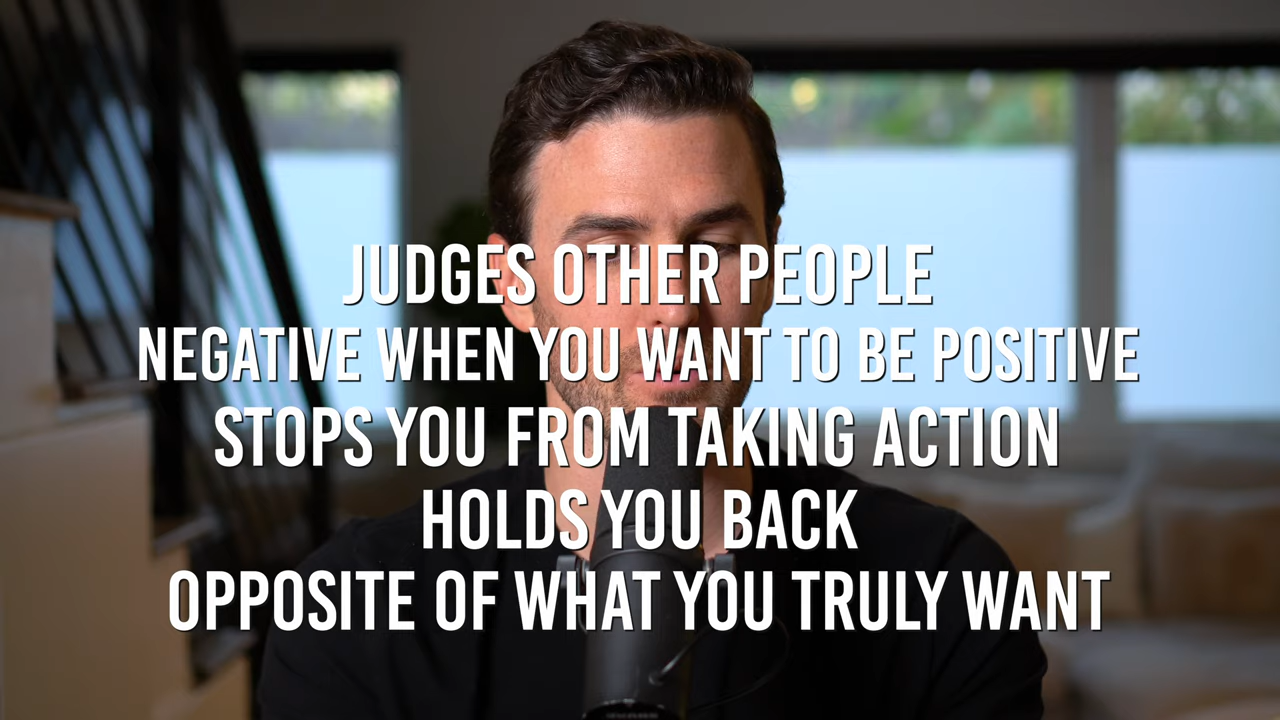 JUDGES OTHER PEOPLE
NEGATIVE WHEN YOU WANT TO BE POSITIVE
STOPS YOU FROM TAKING ACTION
HOLDS YOU BACK
OPPOSITE OF WHAT YOU TRULY WANT